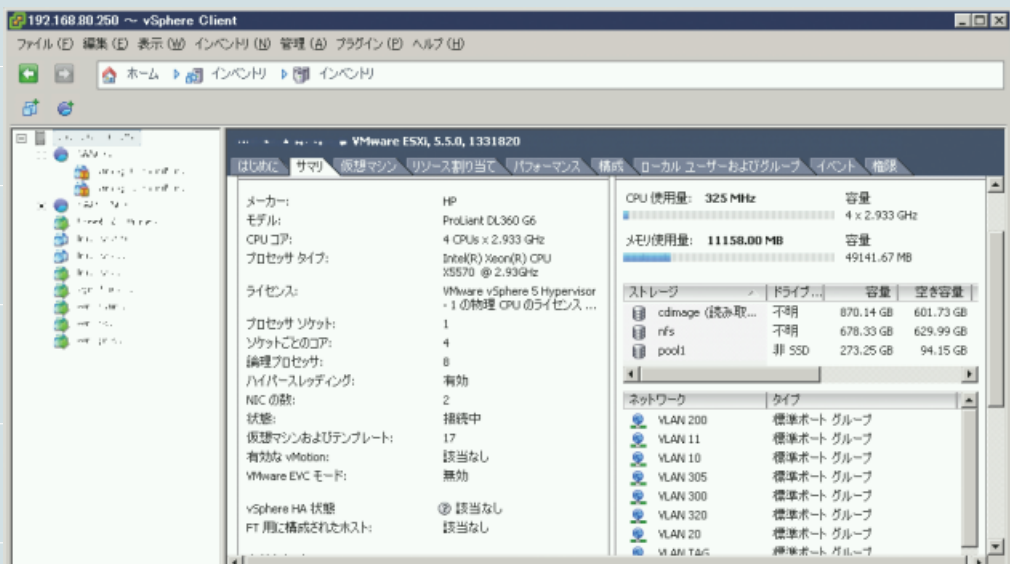 192.168.80.250 ～ vSphere Client
ファイル (F) 編集 (E) 表示 (W) インベントリ (N) 管理 (A) プラグイン (P) ヘルプ (H)
ホーム インベントリ インベントリ
VMware ESXi, 5.5.0, 1331820
はじめに サマリ 仮想マシン リソース割り当て パフォーマンス 構成 ローカル ユーザーおよびグループ イベント 権限
メーカー: HP
モデル: ProLiant DL360 G6
CPU コア: 4 CPUs x 2.933 GHz
プロセッサ タイプ: Intel(R) Xeon(R) CPU
X5570 @ 2.93GHz
ライセンス: VMware vSphere 5 Hypervisor
- 1 の物理 CPU のライセンス ...
プロセッサ ソケット: 1
ソケットごとのコア: 4
論理プロセッサ: 8
ハイパースレッディング: 有効
NIC の数: 2
状態: 接続中
仮想マシンおよびテンプレート: 17
有効な vMotion: 該当なし
VMware EVC モード: 無効
vSphere HA 状態 該当なし
FT 用に構成されたホスト: 該当なし
CPU 使用量: 325 MHz 容量
4 x 2.933 GHz
メモリ使用量: 11158.00 MB 容量
49141.67 MB
ストレージ ドライブ... 容量 空き容量
cdimage (読み取... 不明 870.14 GB 601.73 GB
nfs 不明 678.33 GB 629.99 GB
pool1 非 SSD 273.25 GB 94.15 GB
ネットワーク タイプ
VLAN 200 標準ポート グループ
VLAN 11 標準ポート グループ
VLAN 10 標準ポート グループ
VLAN 305 標準ポート グループ
VLAN 300 標準ポート グループ
VLAN 320 標準ポート グループ
VLAN 20 標準ポート グループ
VLAN TAG 標準ポート グループ